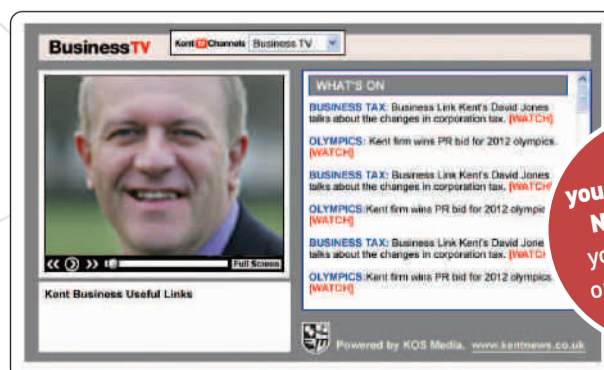 BusinessTV
Kent TV Channels Business TV
WHAT'S ON
BUSINESS TAX: Business Link Kent's David Jones
talks about the changes in corporation tax. [WATCH]
OLYMPICS: Kent firm wins PR bid for 2012 olympics.
[WATCH]
BUSINESS TAX: Business Link Kent's David Jones
talks about the changes in corporation tax. [WATCH]
OLYMPICS:Kent firm wins PR bid for 2012 olympic
[WATCH]
BUSINESS TAX: Business Link Kent's David Jone
talks about the changes in corporation tax. [WATCH
OLYMPICS:Kent firm wins PR bid for 2012 olympics.
[WATCH]
Full Screen
Kent Business Useful Links
Powered by KOS Media. www.kentnews.co.uk
you
N
yo
o